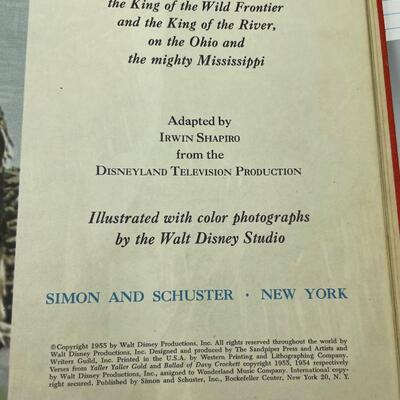 the King of the Wild Frontier
and the King of the River,
on the Ohio and
the mighty Mississippi
Adapted by
IRWIN SHAPIRO
from the
DISNEYLAND TELEVISION PRODUCTION
Illustrated with color photographs
by the Walt Disney Studio
SIMON AND SCHUSTER · NEW YORK
©Copyright 1955 by Walt Disney Productions, Inc. All rights reserved throughout the world by
Walt Disney Productions, Inc. Designed and produced by The Sandpiper Press and Artists and
Writers Guild, Inc. Printed in the U.S.A. by Western Printing and Lithographing Company.
Verses from Yaller Yaller Gold and Ballad of Davy Crockett copyright 1955, 1954 respectively
by Walt Disney Productions, Inc., assigned to Wonderland Music Company. International copy-
right secured. Published by Simon and Schuster, Inc., Rockefeller Center, New York 20, N. Y.